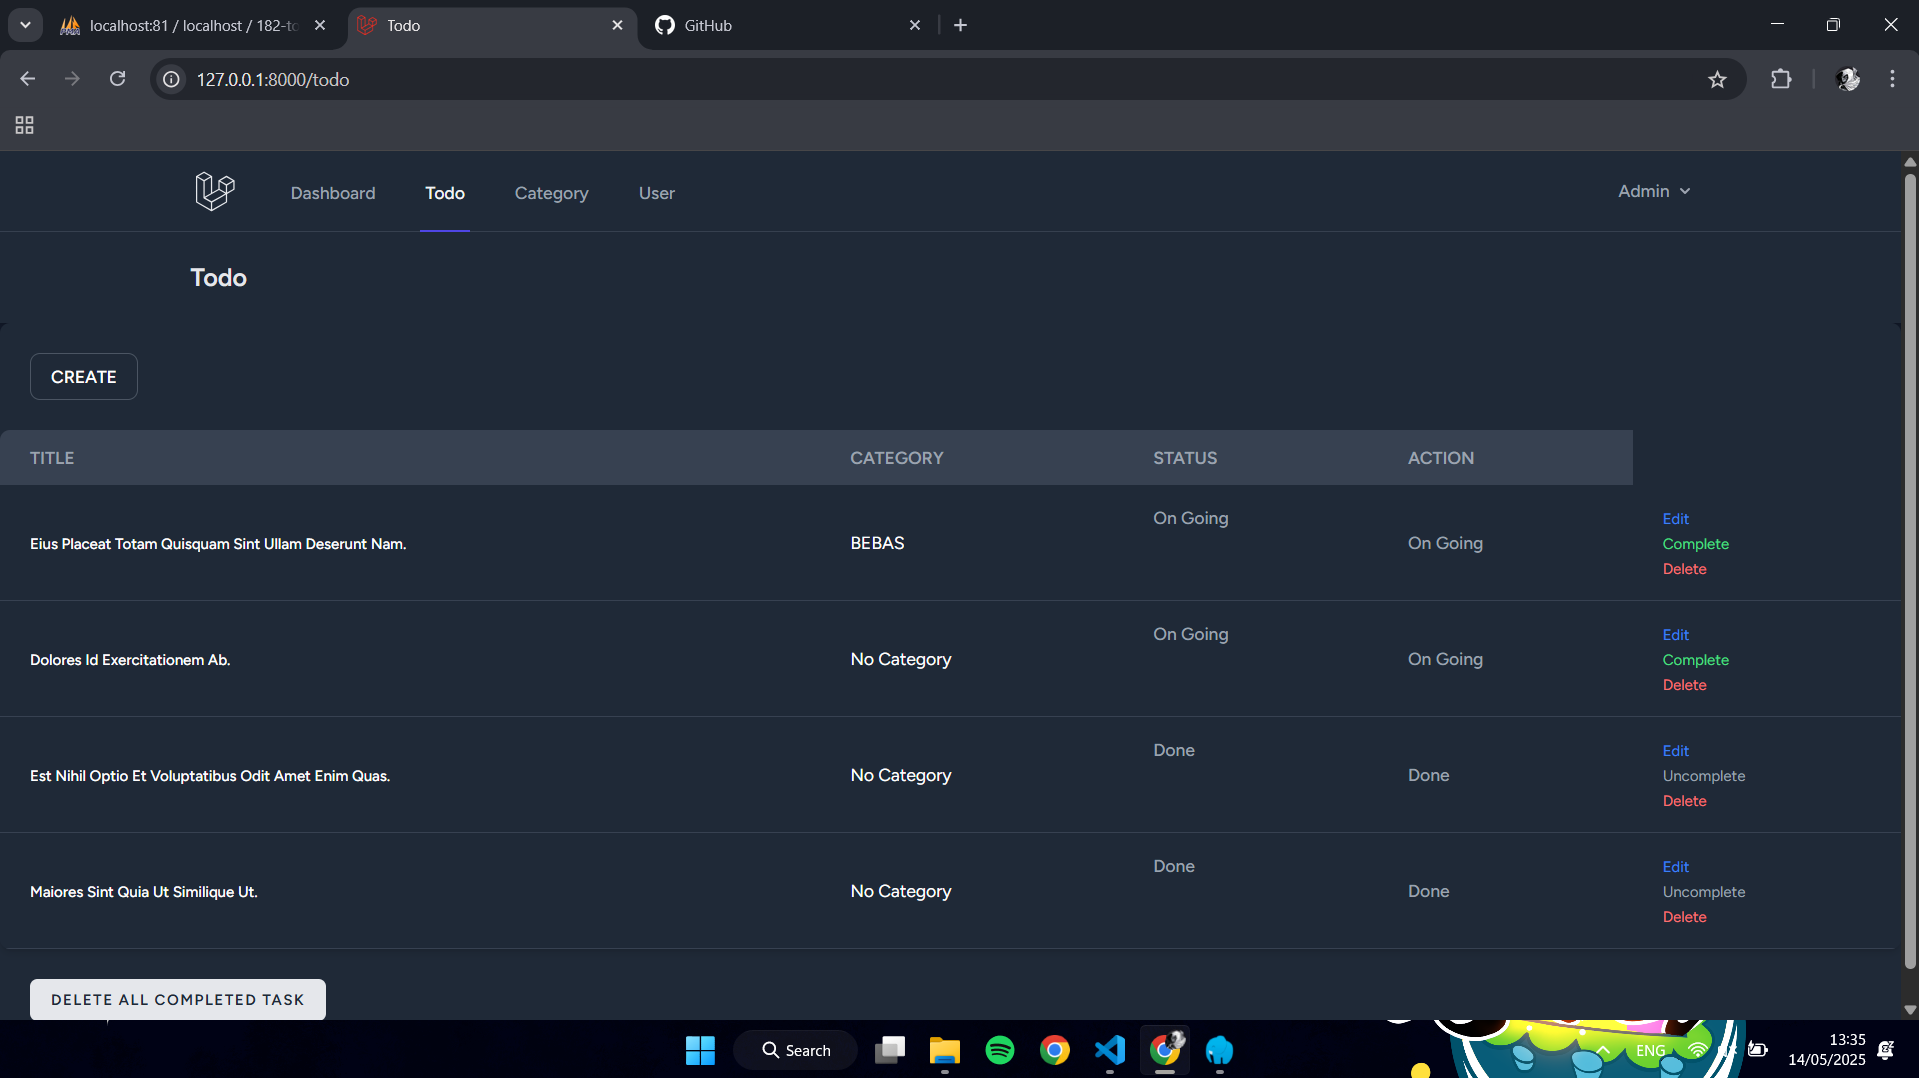 localhost:81 / localhost / 182-to
Todo
GitHub
127.0.0.1:8000/todo
Dashboard
Todo
Category
User
Admin
Todo
CREATE
TITLE CATEGORY STATUS ACTION
Eius Placeat Totam Quisquam Sint Ullam Deserunt Nam. BEBAS On Going On Going Edit
Complete
Delete
Dolores Id Exercitationem Ab. No Category On Going On Going Edit
Complete
Delete
Est Nihil Optio Et Voluptatibus Odit Amet Enim Quas. No Category Done Done Edit
Uncomplete
Delete
Maiores Sint Quia Ut Similique Ut. No Category Done Done Edit
Uncomplete
Delete
DELETE ALL COMPLETED TASK
Search
ENG
13:35
14/05/2025